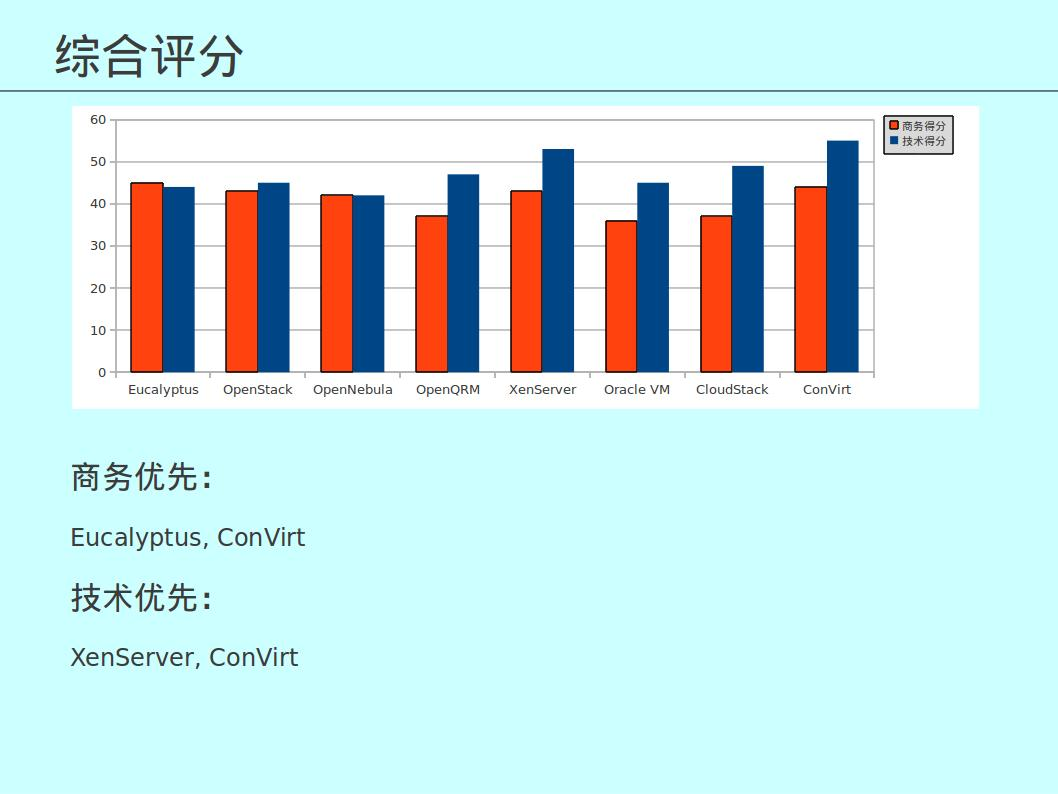 综合评分
60
50
40
30
20
10
0
商务得分
技术得分
Eucalyptus OpenStack OpenNebula OpenQRM XenServer Oracle VM CloudStack ConVirt
商务优先:
Eucalyptus, ConVirt
技术优先:
XenServer, ConVirt